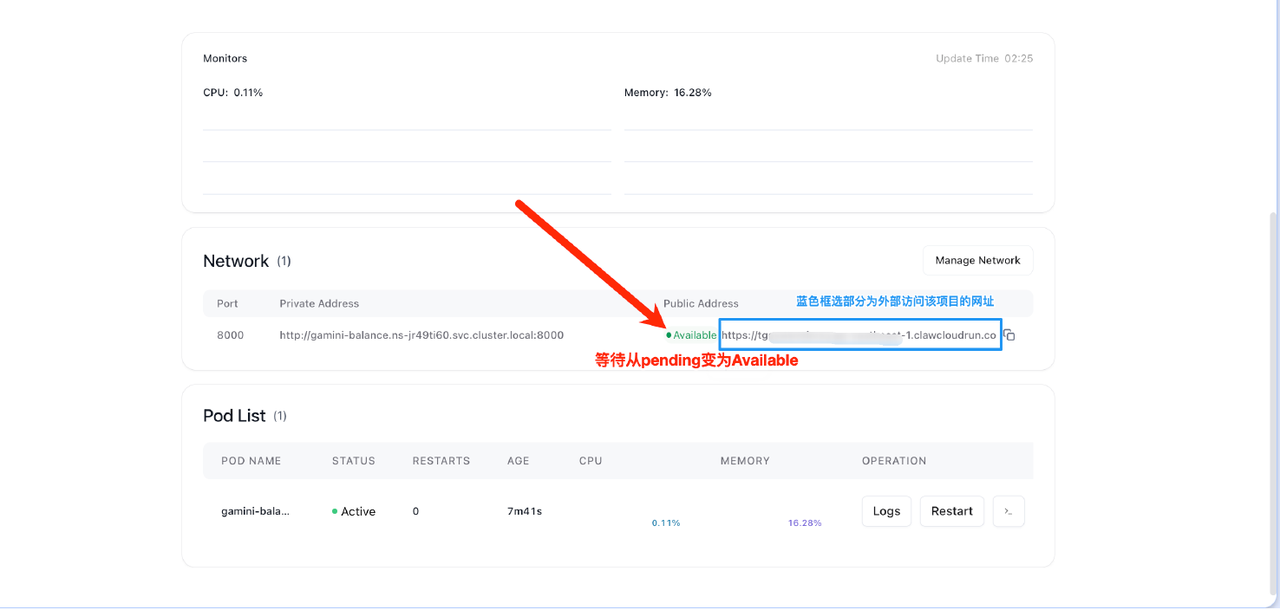 Monitors
Update Time 02:25
CPU: 0.11%
Memory: 16.28%
Network (1)
Manage Network
Port Private Address Public Address 蓝色框选部分为外部访问该项目的网址
8000 http://gamini-balance.ns-jr49ti60.svc.cluster.local:8000 Available https://tg -1.clawcloudrun.co
等待从pending变为Available
Pod List (1)
POD NAME STATUS RESTARTS AGE CPU MEMORY OPERATION
gamini-bala... Active 0 7m41s 0.11% 16.28% Logs Restart >_